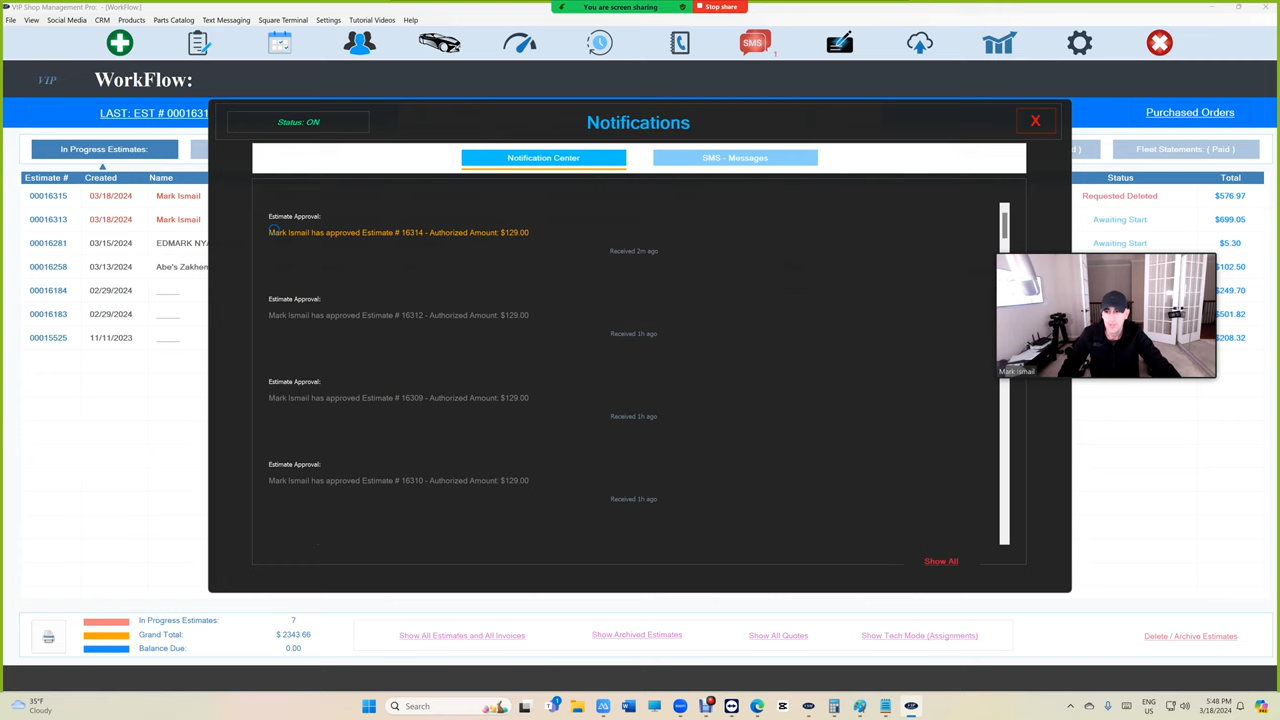 VIP Shop Management Pro: - [WorkFlow:]
You are screen sharing
Stop share
File View Social Media CRM Products Parts Catalog Text Messaging Square Terminal Settings Tutorial Videos Help
SMS 1
VIP WorkFlow:
LAST: EST # 0001631
Notifications
Status: ON
X
Purchased Orders
In Progress Estimates:
Notification Center
SMS - Messages
Fleet Statements: ( Paid )
Estimate # Created Name
Status Total
00016315 03/18/2024 Mark Ismail
Requested Deleted $576.97
00016313 03/18/2024 Mark Ismail
Awaiting Start $699.05
00016281 03/15/2024 EDMARK NYA
Awaiting Start $5.30
00016258 03/13/2024 Abe's Zakhem
$102.50
00016184 02/29/2024 _____
$249.70
00016183 02/29/2024 _____
$501.82
00015525 11/11/2023 _____
$208.32
Estimate Approval:
Mark Ismail has approved Estimate # 16314 - Authorized Amount: $129.00
Received 2m ago
Estimate Approval:
Mark Ismail has approved Estimate # 16312 - Authorized Amount: $129.00
Received 1h ago
Estimate Approval:
Mark Ismail has approved Estimate # 16309 - Authorized Amount: $129.00
Received 1h ago
Estimate Approval:
Mark Ismail has approved Estimate # 16310 - Authorized Amount: $129.00
Received 1h ago
Mark Ismail
Show All
In Progress Estimates: 7
Grand Total: $ 2343.66
Balance Due: 0.00
Show All Estimates and All Invoices
Show Archived Estimates
Show All Quotes
Show Tech Mode (Assignments)
Delete / Archive Estimates
35°F
Cloudy
Search
ENG
US
5:48 PM
3/18/2024